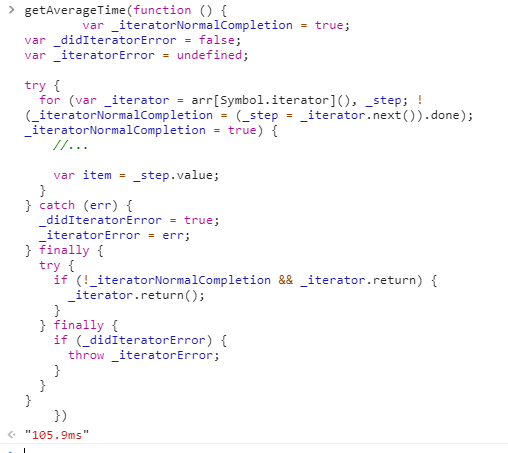 getAverageTime(function () {
        var _iteratorNormalCompletion = true;
var _didIteratorError = false;
var _iteratorError = undefined;

try {
  for (var _iterator = arr[Symbol.iterator](), _step; !
(_iteratorNormalCompletion = (_step = _iterator.next()).done);
_iteratorNormalCompletion = true) {
    //...

    var item = _step.value;
  }
} catch (err) {
  _didIteratorError = true;
  _iteratorError = err;
} finally {
  try {
    if (!_iteratorNormalCompletion && _iterator.return) {
      _iterator.return();
    }
  } finally {
    if (_didIteratorError) {
      throw _iteratorError;
    }
  }
}
    })
"105.9ms"